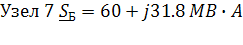 Узел 7 S_Б = 60 + j31.8 МВ · А